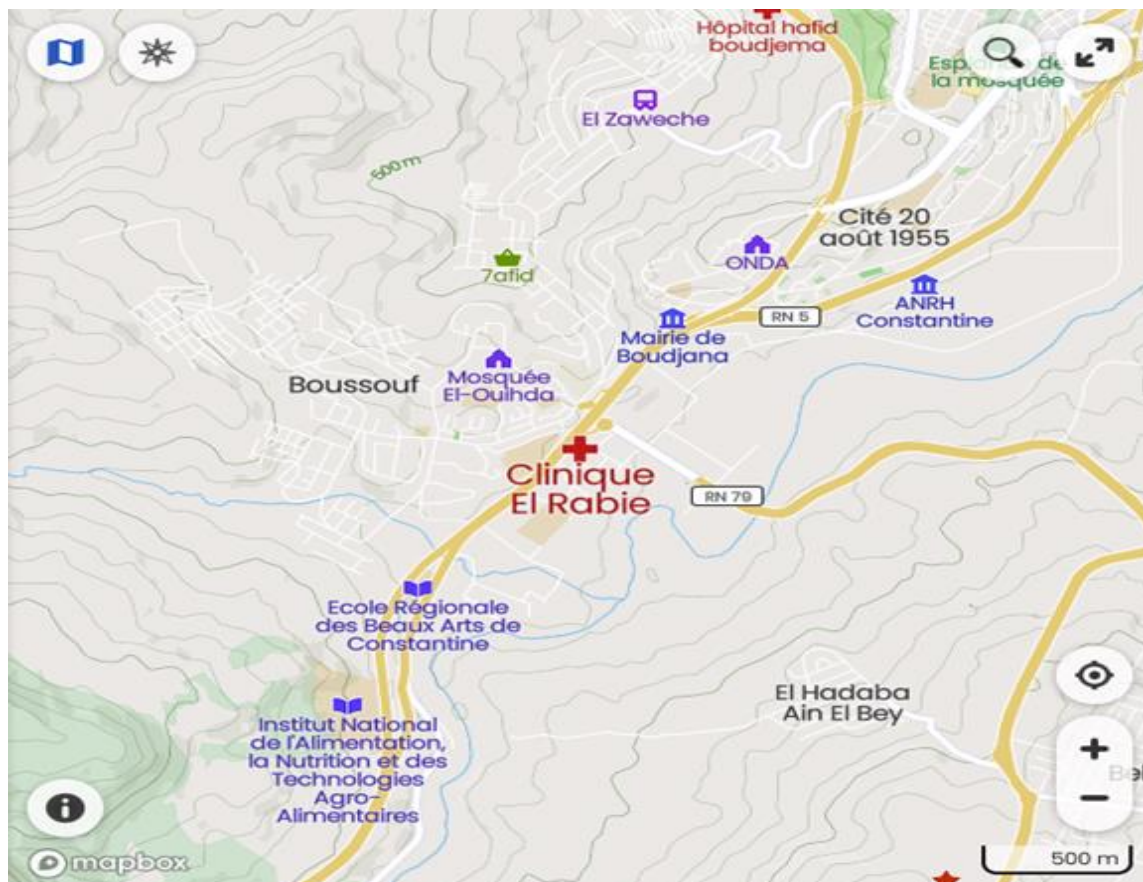 Hôpital hafid
boudjema
la mosquée
El Zaweche
500 m
Cité 20
août 1955
ONDA
7afid
ANRH
Constantine
RN 5
Mairie de
Boudjana
Boussouf
Mosquée
El-Ouihda
Clinique
El Rabie
RN 79
Ecole Régionale
des Beaux Arts de
Constantine
El Hadaba
Ain El Bey
Institut National
de l'Alimentation,
la Nutrition et des
Technologies
Agro-
Alimentaires
mapbox
500 m